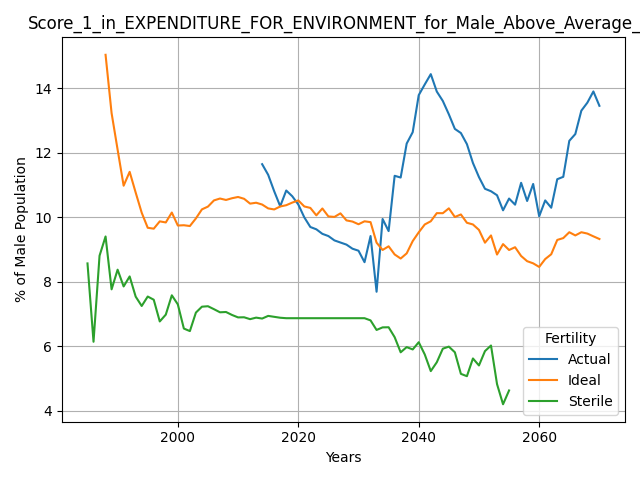 Score_1_in_EXPENDITURE_FOR_ENVIRONMENT_for_Male_Above_Average_
% of Male Population
14
12
10
8
6
4
2000 2020 2040 2060
Years
Fertility
Actual
Ideal
Sterile